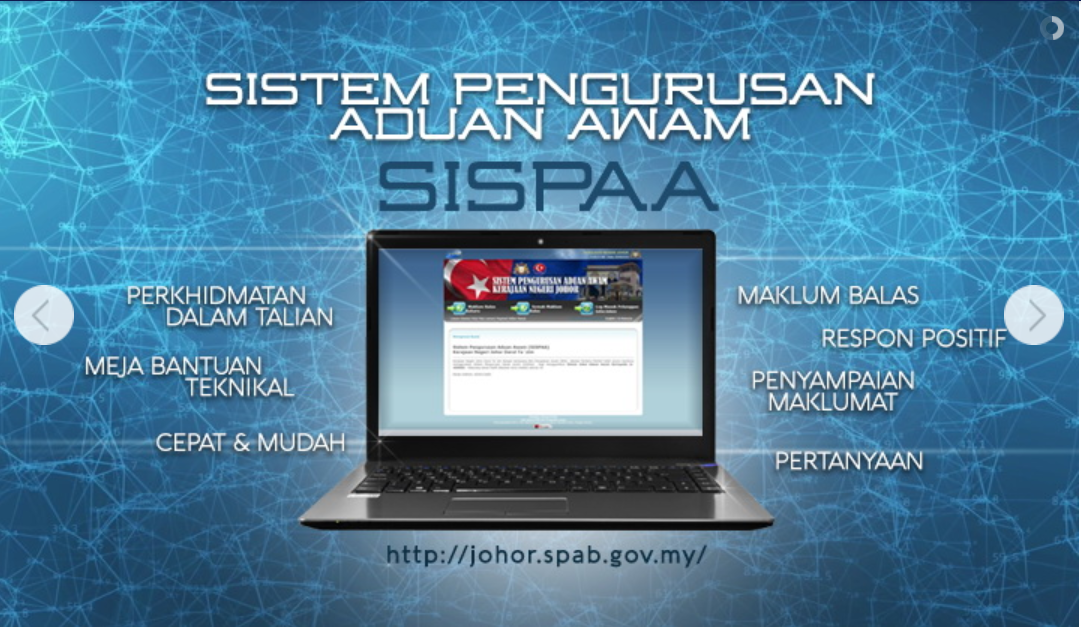 SISTEM PENGURUSAN
ADUAN AWAM
SISPAA
SISTEM PENGURUSAN ADUAN AWAM
KERAJAAN NEGERI JOHOR
PERKHIDMATAN
DALAM TALIAN
MEJA BANTUAN
TEKNIKAL
CEPAT & MUDAH
MAKLUM BALAS
RESPON POSITIF
PENYAMPAIAN
MAKLUMAT
PERTANYAAN
http://johor.spab.gov.my/